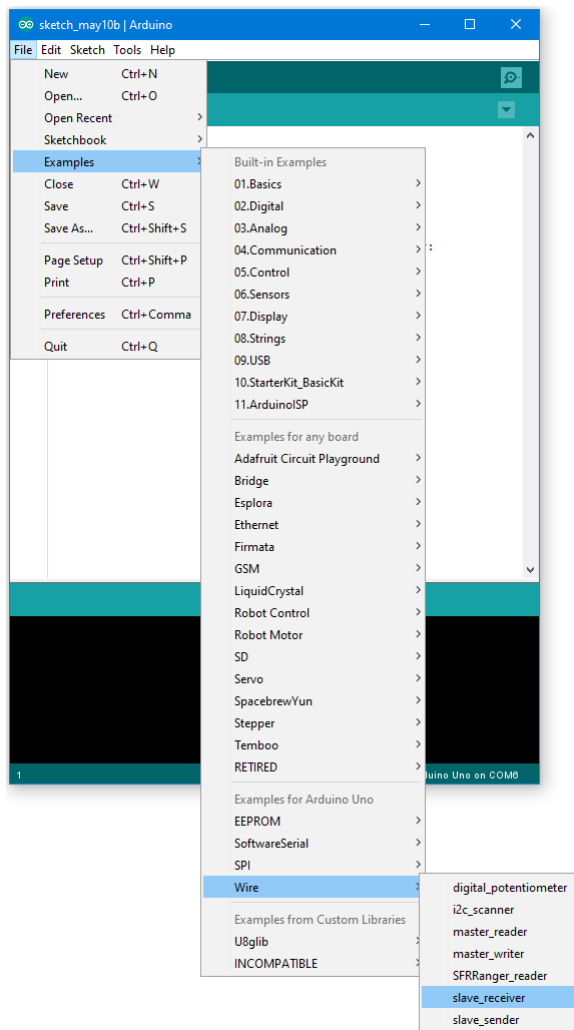 sketch_may10b | Arduino
File Edit Sketch Tools Help
New Ctrl+N
Open... Ctrl+O
Open Recent
Sketchbook
Examples
Close Ctrl+W
Save Ctrl+S
Save As... Ctrl+Shift+S
Page Setup Ctrl+Shift+P
Print Ctrl+P
Preferences Ctrl+Comma
Quit Ctrl+Q
Built-in Examples
01.Basics
02.Digital
03.Analog
04.Communication
05.Control
06.Sensors
07.Display
08.Strings
09.USB
10.StarterKit_BasicKit
11.ArduinoISP
Examples for any board
Adafruit Circuit Playground
Bridge
Esplora
Ethernet
Firmata
GSM
LiquidCrystal
Robot Control
Robot Motor
SD
Servo
SpacebrewYun
Stepper
Temboo
RETIRED
Examples for Arduino Uno
EEPROM
SoftwareSerial
SPI
Wire
Examples from Custom Libraries
U8glib
INCOMPATIBLE
digital_potentiometer
i2c_scanner
master_reader
master_writer
SFRRanger_reader
slave_receiver
slave_sender
1 duino Uno on COM6